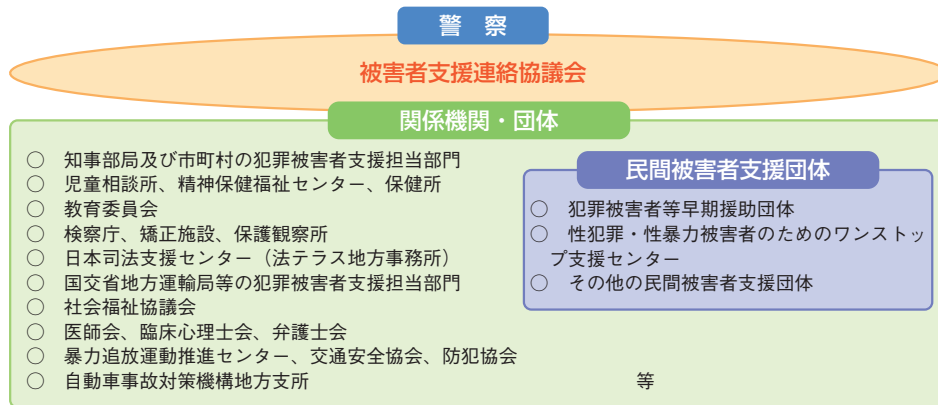 警　察
被害者支援連絡協議会
関係機関・団体
○　知事部局及び市町村の犯罪被害者支援担当部門
○　児童相談所、精神保健福祉センター、保健所
○　教育委員会
○　検察庁、矯正施設、保護観察所
○　日本司法支援センター（法テラス地方事務所）
○　国交省地方運輸局等の犯罪被害者支援担当部門
○　社会福祉協議会
○　医師会、臨床心理士会、弁護士会
○　暴力追放運動推進センター、交通安全協会、防犯協会
○　自動車事故対策機構地方支所　　　等
民間被害者支援団体
○　犯罪被害者等早期援助団体
○　性犯罪・性暴力被害者のためのワンストッ
プ支援センター
○　その他の民間被害者支援団体